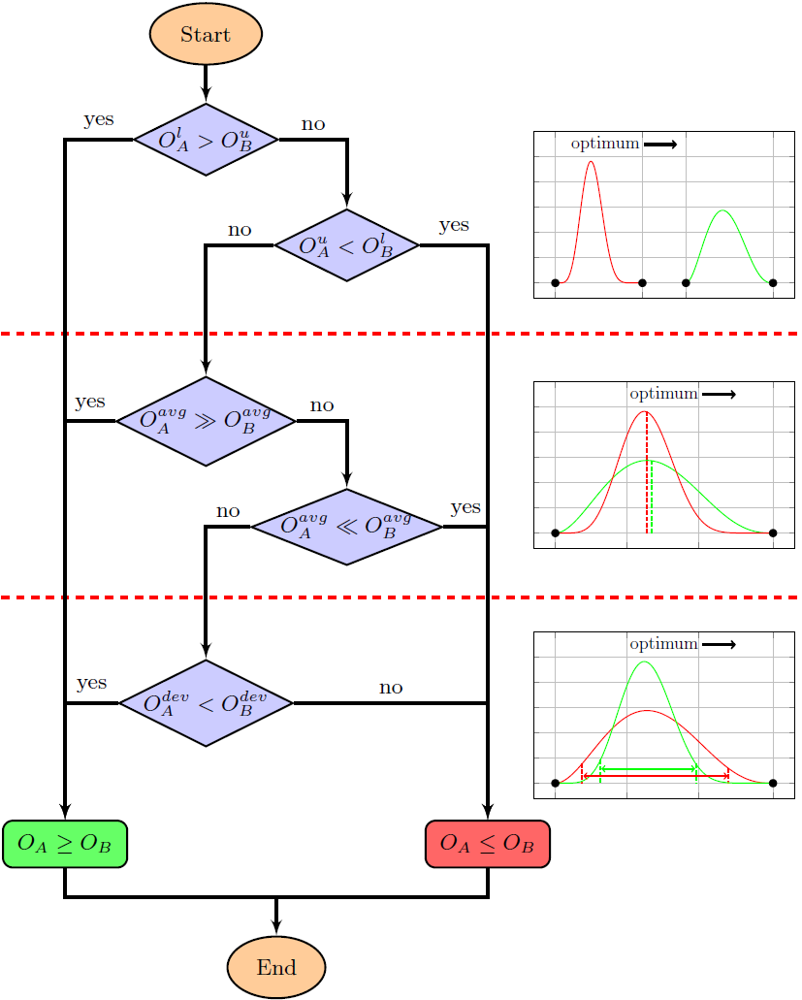 Start
yes
$O_A^l > O_B^u$
no
optimum
no
$O_A^u < O_B^l$
yes
yes
$O_A^{avg} \gg O_B^{avg}$
no
optimum
no
$O_A^{avg} \ll O_B^{avg}$
yes
optimum
yes
$O_A^{dev} < O_B^{dev}$
no
$O_A \geq O_B$
$O_A \leq O_B$
End